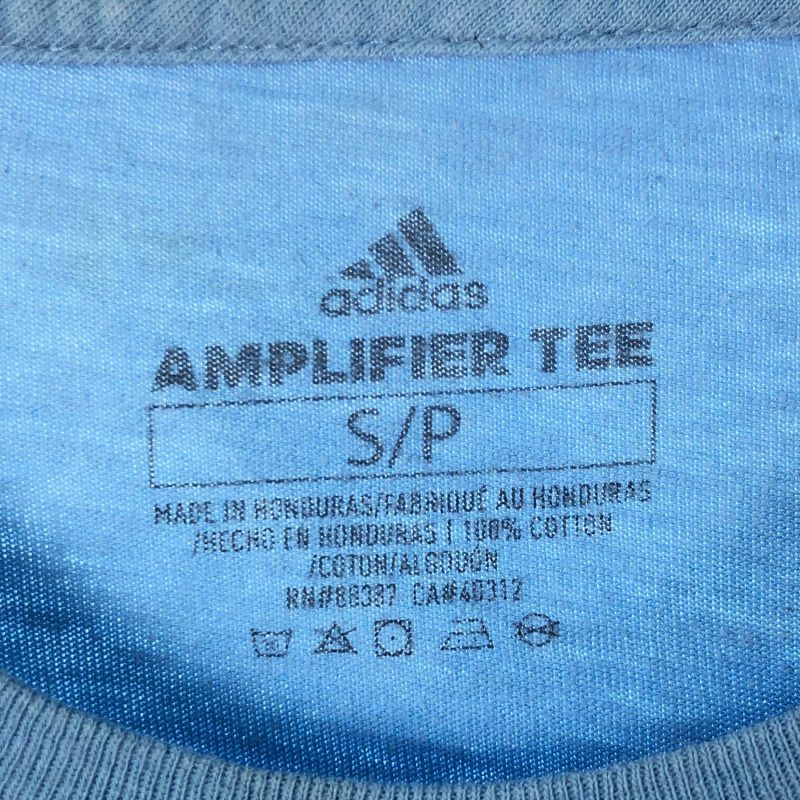 adidas
AMPLIFIER TEE
S/P
MADE IN HONDURAS/FABRIQUÉ AU HONDURAS
/HECHO EN HONDURAS | 100% COTTON
/COTON/ALGODÓN
RN#88387 CA#40312